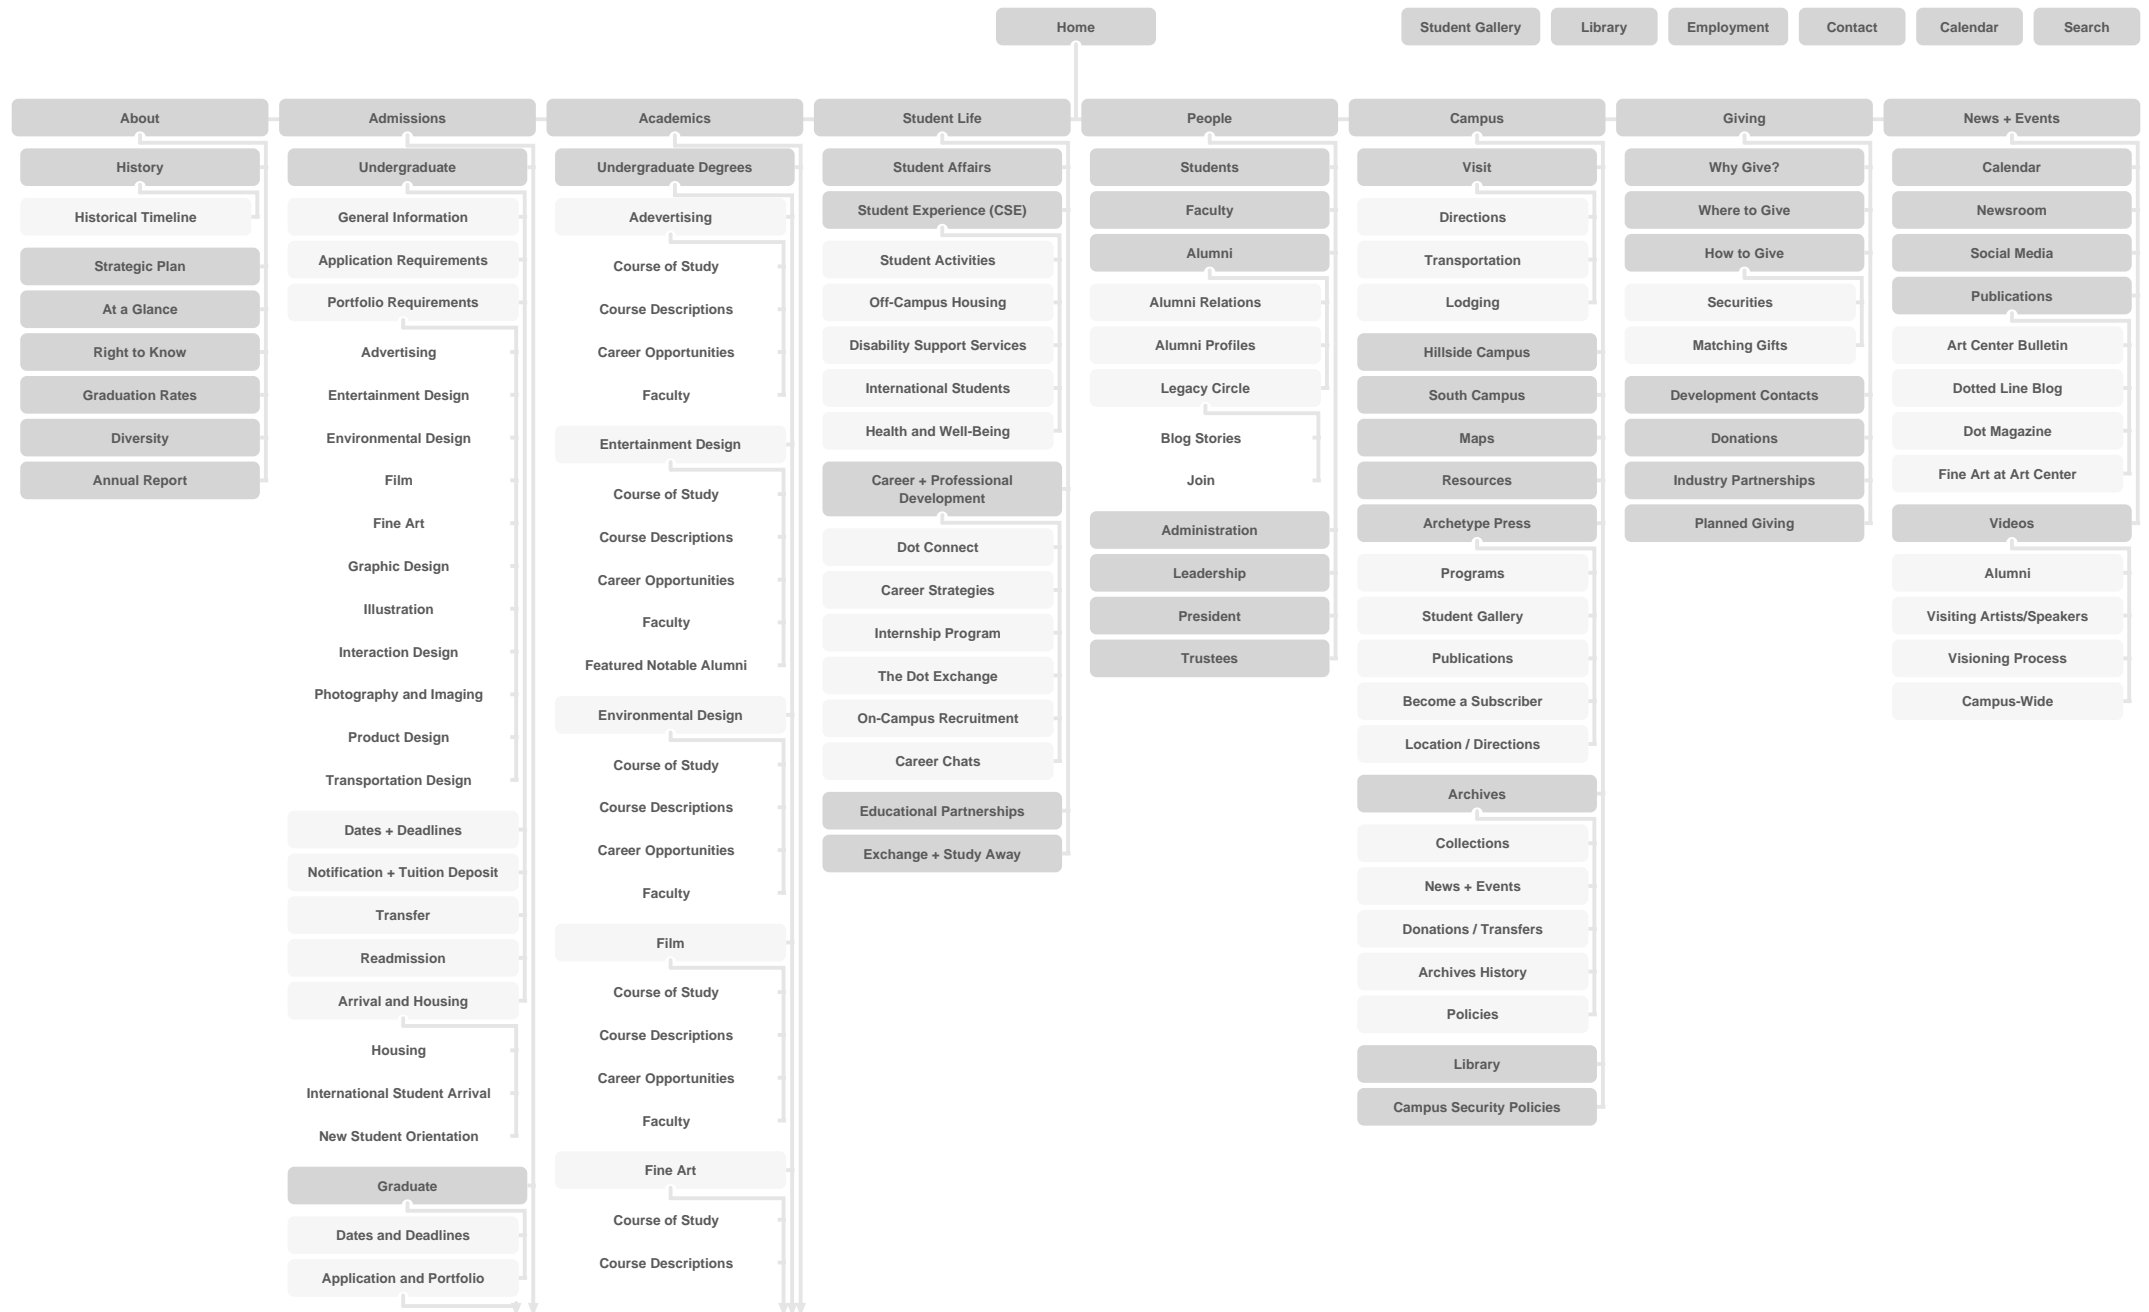 Home
Student Gallery
Library
Employment
Contact
Calendar
Search
About
History
Historical Timeline
Strategic Plan
At a Glance
Right to Know
Graduation Rates
Diversity
Annual Report
Admissions
Undergraduate
General Information
Application Requirements
Portfolio Requirements
Advertising
Entertainment Design
Environmental Design
Film
Fine Art
Graphic Design
Illustration
Interaction Design
Photography and Imaging
Product Design
Transportation Design
Dates + Deadlines
Notification + Tuition Deposit
Transfer
Readmission
Arrival and Housing
Housing
International Student Arrival
New Student Orientation
Graduate
Dates and Deadlines
Application and Portfolio
Academics
Undergraduate Degrees
Adevertising
Course of Study
Course Descriptions
Career Opportunities
Faculty
Entertainment Design
Course of Study
Course Descriptions
Career Opportunities
Faculty
Featured Notable Alumni
Environmental Design
Course of Study
Course Descriptions
Career Opportunities
Faculty
Film
Course of Study
Course Descriptions
Career Opportunities
Faculty
Fine Art
Course of Study
Course Descriptions
Student Life
Student Affairs
Student Experience (CSE)
Student Activities
Off-Campus Housing
Disability Support Services
International Students
Health and Well-Being
Career + Professional
Development
Dot Connect
Career Strategies
Internship Program
The Dot Exchange
On-Campus Recruitment
Career Chats
Educational Partnerships
Exchange + Study Away
People
Students
Faculty
Alumni
Alumni Relations
Alumni Profiles
Legacy Circle
Blog Stories
Join
Administration
Leadership
President
Trustees
Campus
Visit
Directions
Transportation
Lodging
Hillside Campus
South Campus
Maps
Resources
Archetype Press
Programs
Student Gallery
Publications
Become a Subscriber
Location / Directions
Archives
Collections
News + Events
Donations / Transfers
Archives History
Policies
Library
Campus Security Policies
Giving
Why Give?
Where to Give
How to Give
Securities
Matching Gifts
Development Contacts
Donations
Industry Partnerships
Planned Giving
News + Events
Calendar
Newsroom
Social Media
Publications
Art Center Bulletin
Dotted Line Blog
Dot Magazine
Fine Art at Art Center
Videos
Alumni
Visiting Artists/Speakers
Visioning Process
Campus-Wide